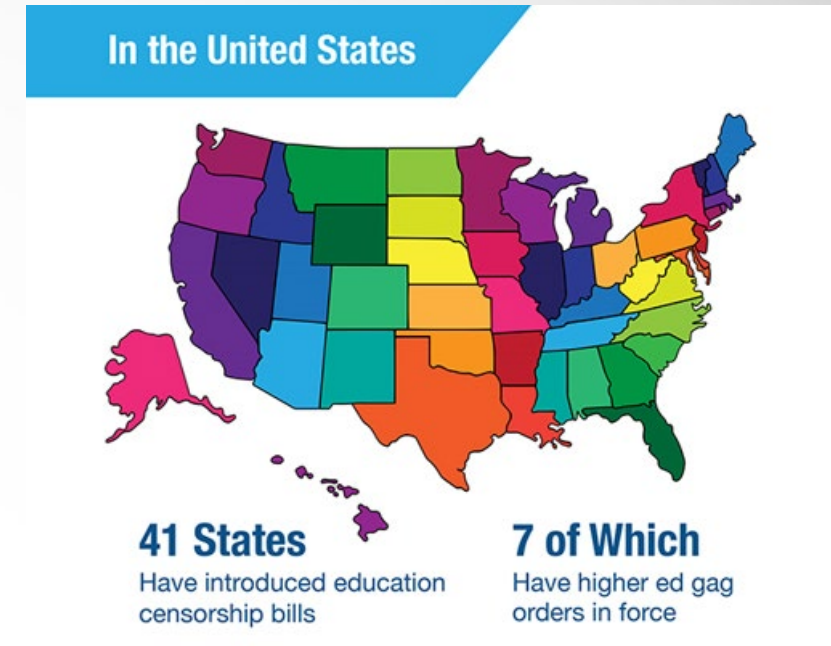 In the United States
41 States
Have introduced education
censorship bills
7 of Which
Have higher ed gag
orders in force